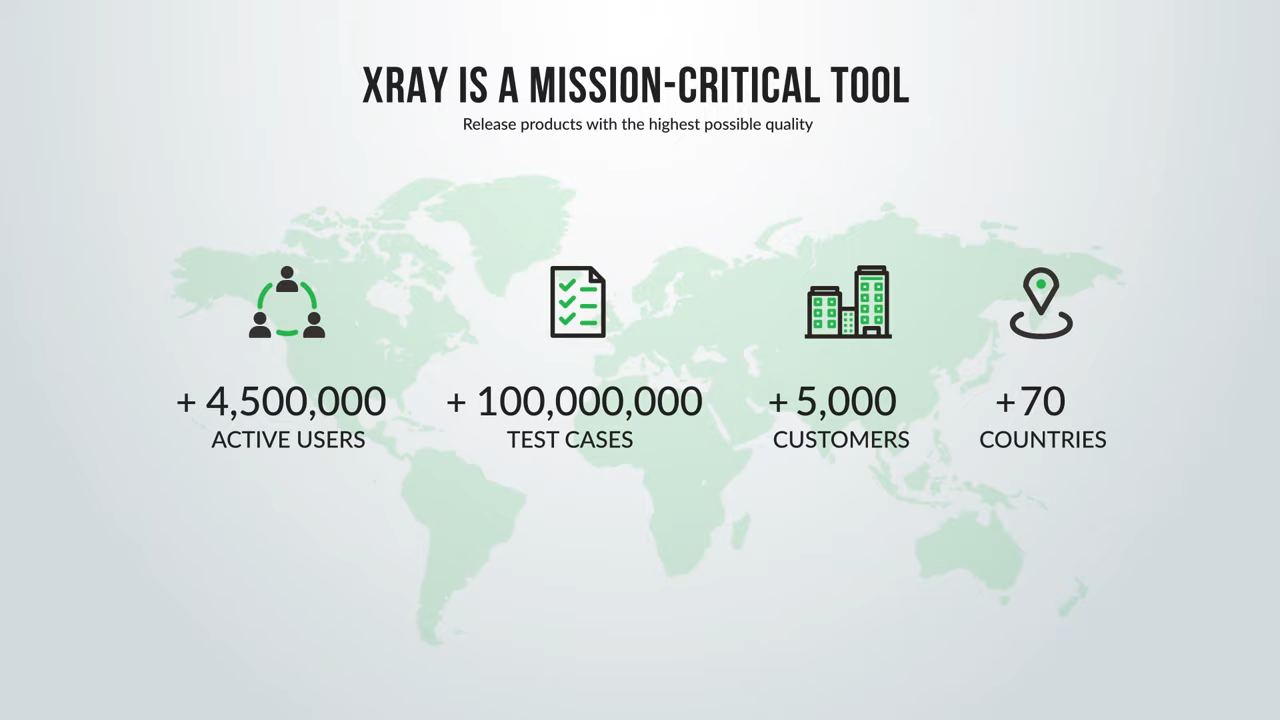 XRAY IS A MISSION-CRITICAL TOOL
Release products with the highest possible quality
+ 4,500,000
ACTIVE USERS
+ 100,000,000
TEST CASES
+ 5,000
CUSTOMERS
+70
COUNTRIES